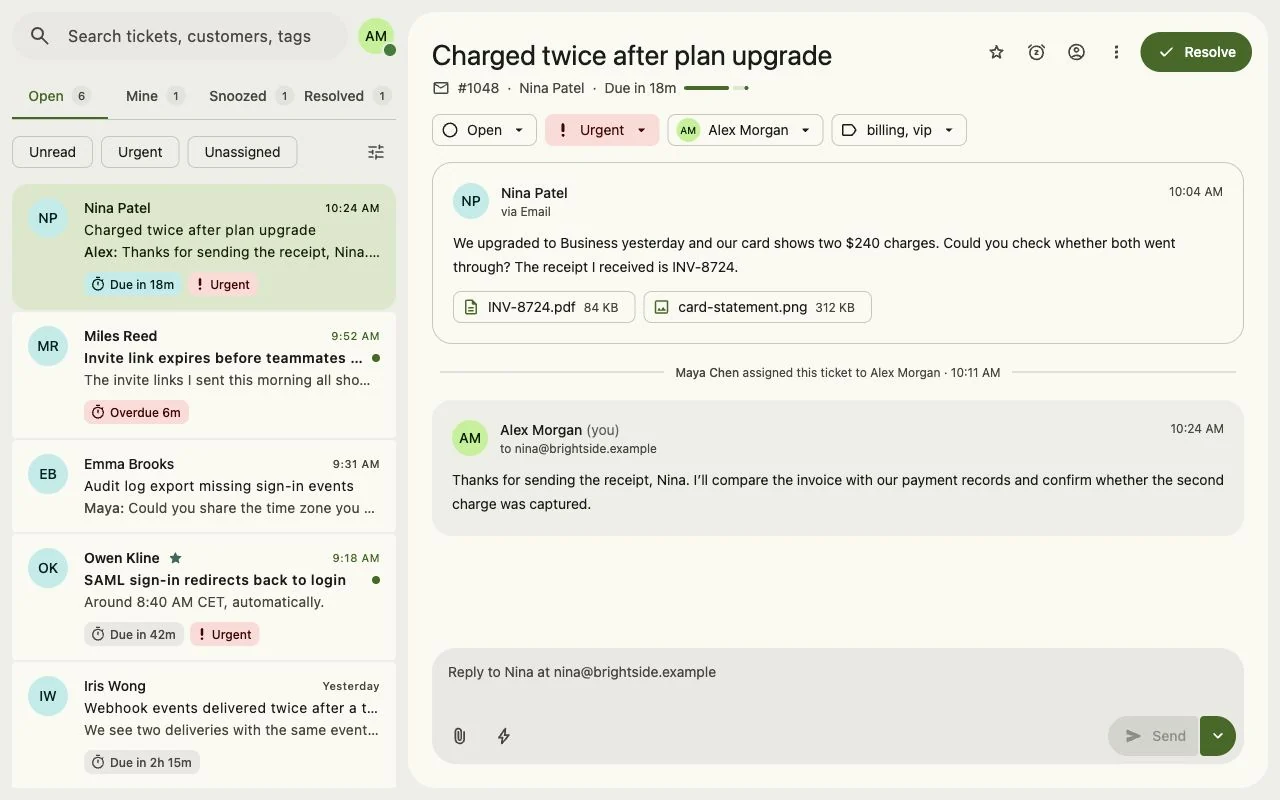 Search tickets, customers, tags
AM
Open 6
Mine 1
Snoozed 1
Resolved 1
Unread
Urgent
Unassigned
NP
Nina Patel
10:24 AM
Charged twice after plan upgrade
Alex: Thanks for sending the receipt, Nina....
Due in 18m
Urgent
MR
Miles Reed
9:52 AM
Invite link expires before teammates ...
The invite links I sent this morning all sho...
Overdue 6m
EB
Emma Brooks
9:31 AM
Audit log export missing sign-in events
Maya: Could you share the time zone you ...
OK
Owen Kline
9:18 AM
SAML sign-in redirects back to login
Around 8:40 AM CET, automatically.
Due in 42m
Urgent
IW
Iris Wong
Yesterday
Webhook events delivered twice after a t...
We see two deliveries with the same event...
Due in 2h 15m
Charged twice after plan upgrade
Resolve
#1048 · Nina Patel · Due in 18m
Open
Urgent
AM Alex Morgan
billing, vip
NP
Nina Patel
10:04 AM
via Email
We upgraded to Business yesterday and our card shows two $240 charges. Could you check whether both went
through? The receipt I received is INV-8724.
INV-8724.pdf 84 KB
card-statement.png 312 KB
Maya Chen assigned this ticket to Alex Morgan · 10:11 AM
AM
Alex Morgan (you)
10:24 AM
to nina@brightside.example
Thanks for sending the receipt, Nina. I’ll compare the invoice with our payment records and confirm whether the second
charge was captured.
Reply to Nina at nina@brightside.example
Send